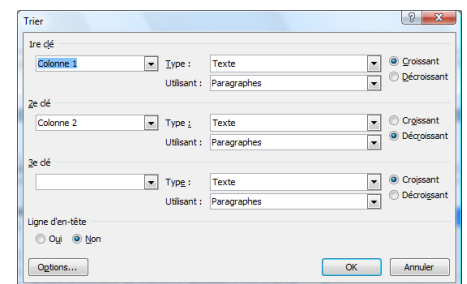 Trier
1re clé
Colonne 1 Type : Texte Croissant
Utilisant : Paragraphes Décroissant
2e clé
Colonne 2 Type : Texte Croissant
Utilisant : Paragraphes Décroissant
3e clé
Type : Texte Croissant
Utilisant : Paragraphes Décroissant
Ligne d'en-tête
Oui Non
Options... OK Annuler